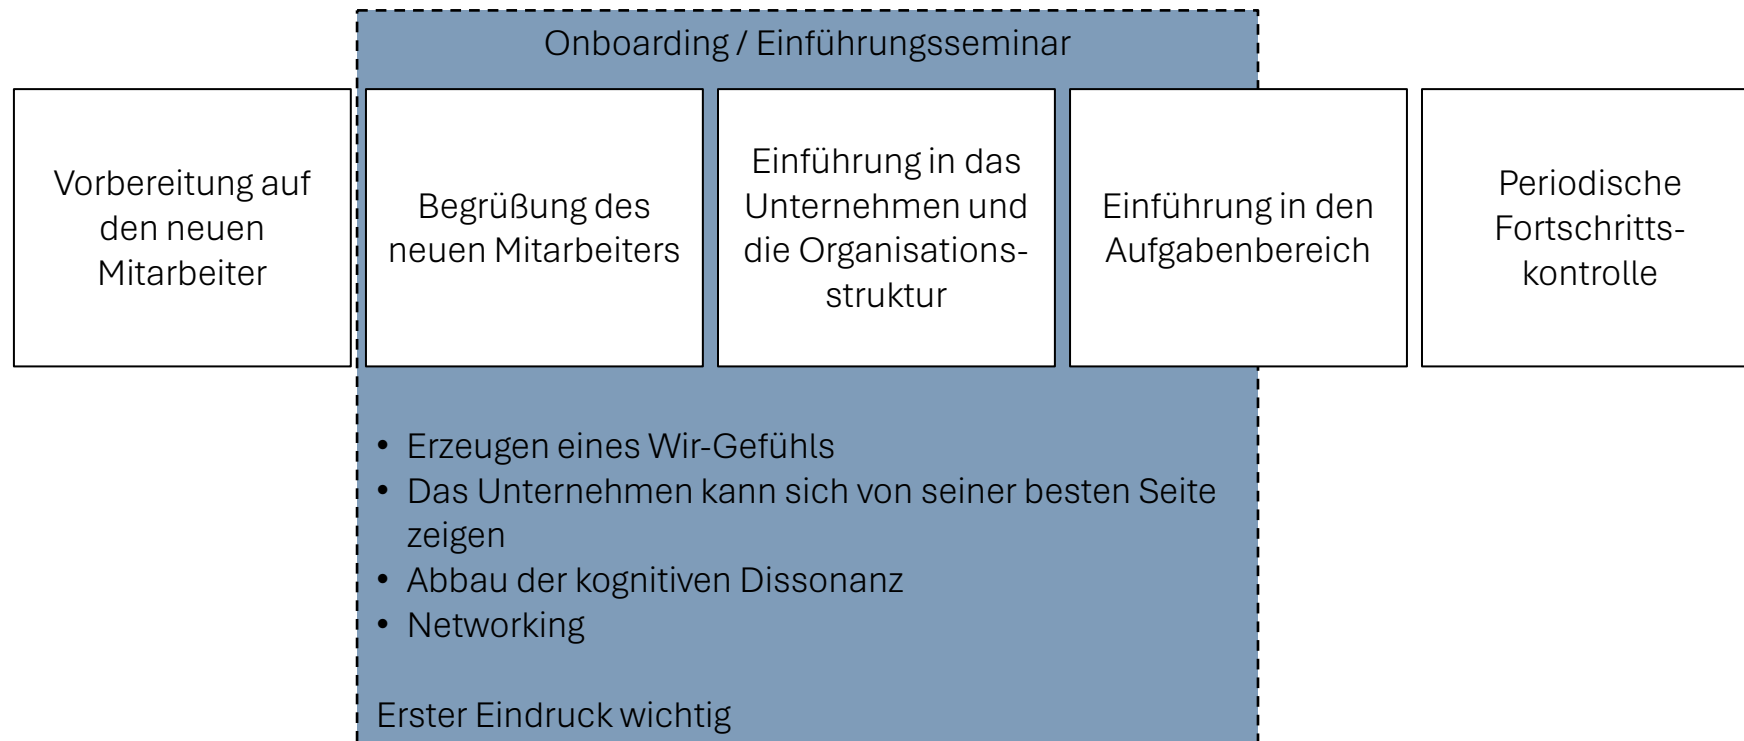 Onboarding / Einführungsseminar
Vorbereitung auf
den neuen
Mitarbeiter
Begrüßung des
neuen Mitarbeiters
Einführung in das
Unternehmen und
die Organisations-
struktur
Einführung in den
Aufgabenbereich
Periodische
Fortschritts-
kontrolle
• Erzeugen eines Wir-Gefühls
• Das Unternehmen kann sich von seiner besten Seite
zeigen
• Abbau der kognitiven Dissonanz
• Networking
Erster Eindruck wichtig